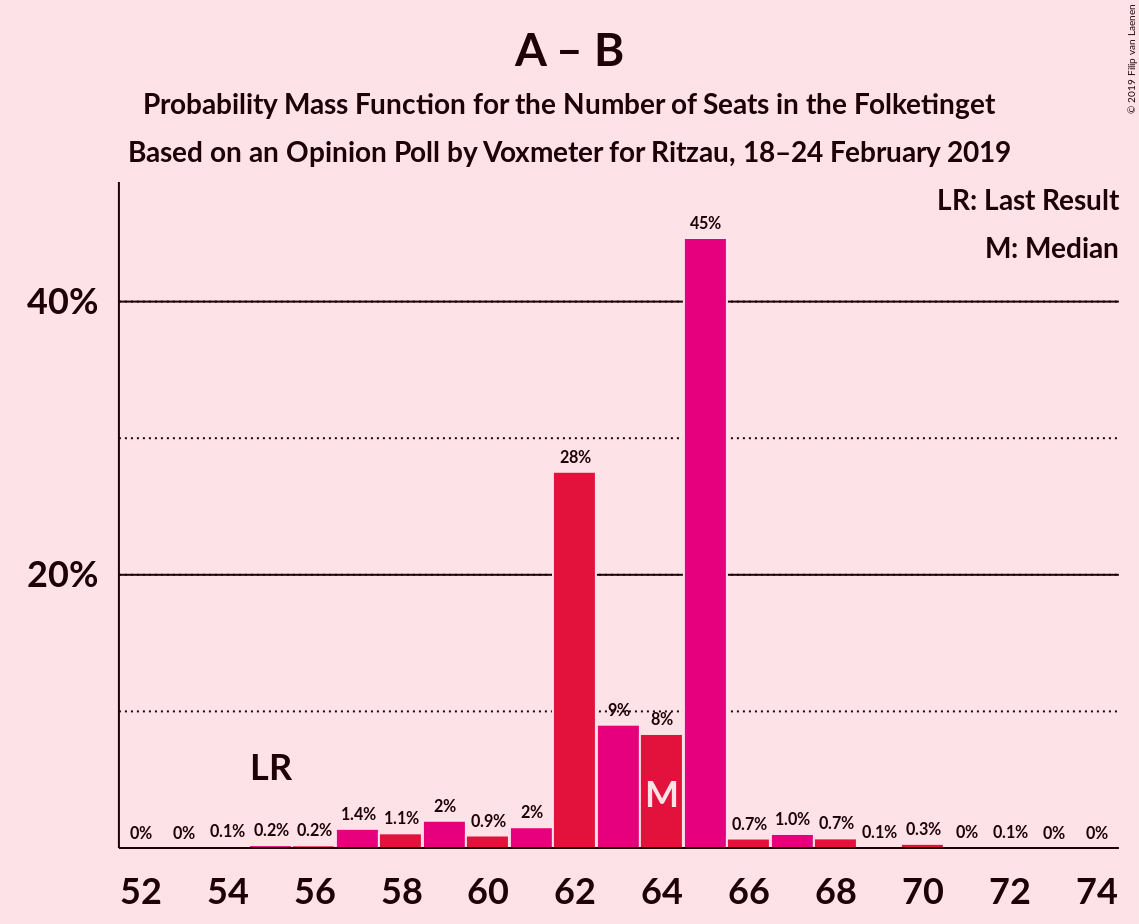 A – B
Probability Mass Function for the Number of Seats in the Folketinget
Based on an Opinion Poll by Voxmeter for Ritzau, 18–24 February 2019
© 2019 Filip van Laenen
LR: Last Result
M: Median
40%
20%
LR
M
0% 0% 0.1% 0.2% 0.2% 1.4% 1.1% 2% 0.9% 2% 28% 9% 8% 45% 0.7% 1.0% 0.7% 0.1% 0.3% 0% 0.1% 0% 0%
52 54 56 58 60 62 64 66 68 70 72 74